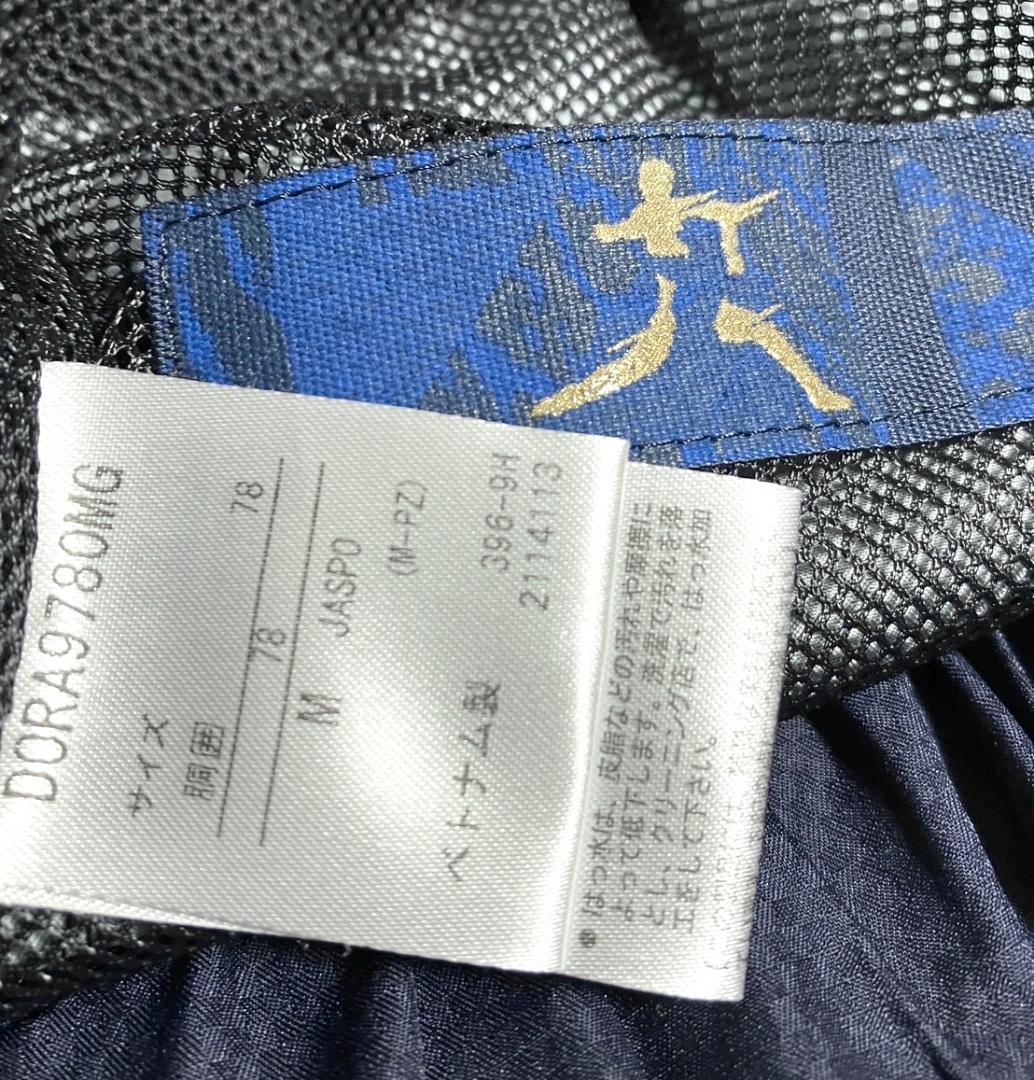 DORA9780MG
サイズ
胴囲 78
78
M JASPO
(M-PZ)
ベトナム製 396-9H
2114113
●はっ水は、皮脂などの汚れや摩擦に
よって低下します。洗濯で汚れを落
とし、クリーニング店で、はっ水加
工をして下さい。